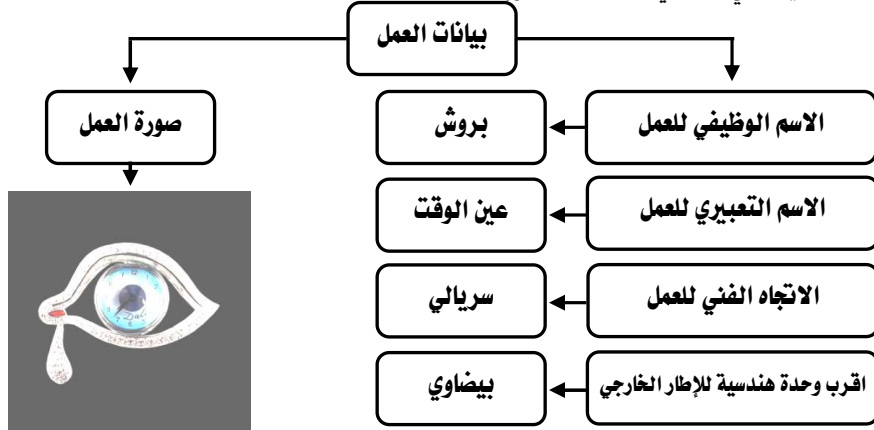 بيانات العمل
صورة العمل
الاسم الوظيفي للعمل
بروش
الاسم التعبيري للعمل
عين الوقت
الاتجاه الفني للعمل
سريالي
اقرب وحدة هندسية للإطار الخارجي
بيضاوي
Dali